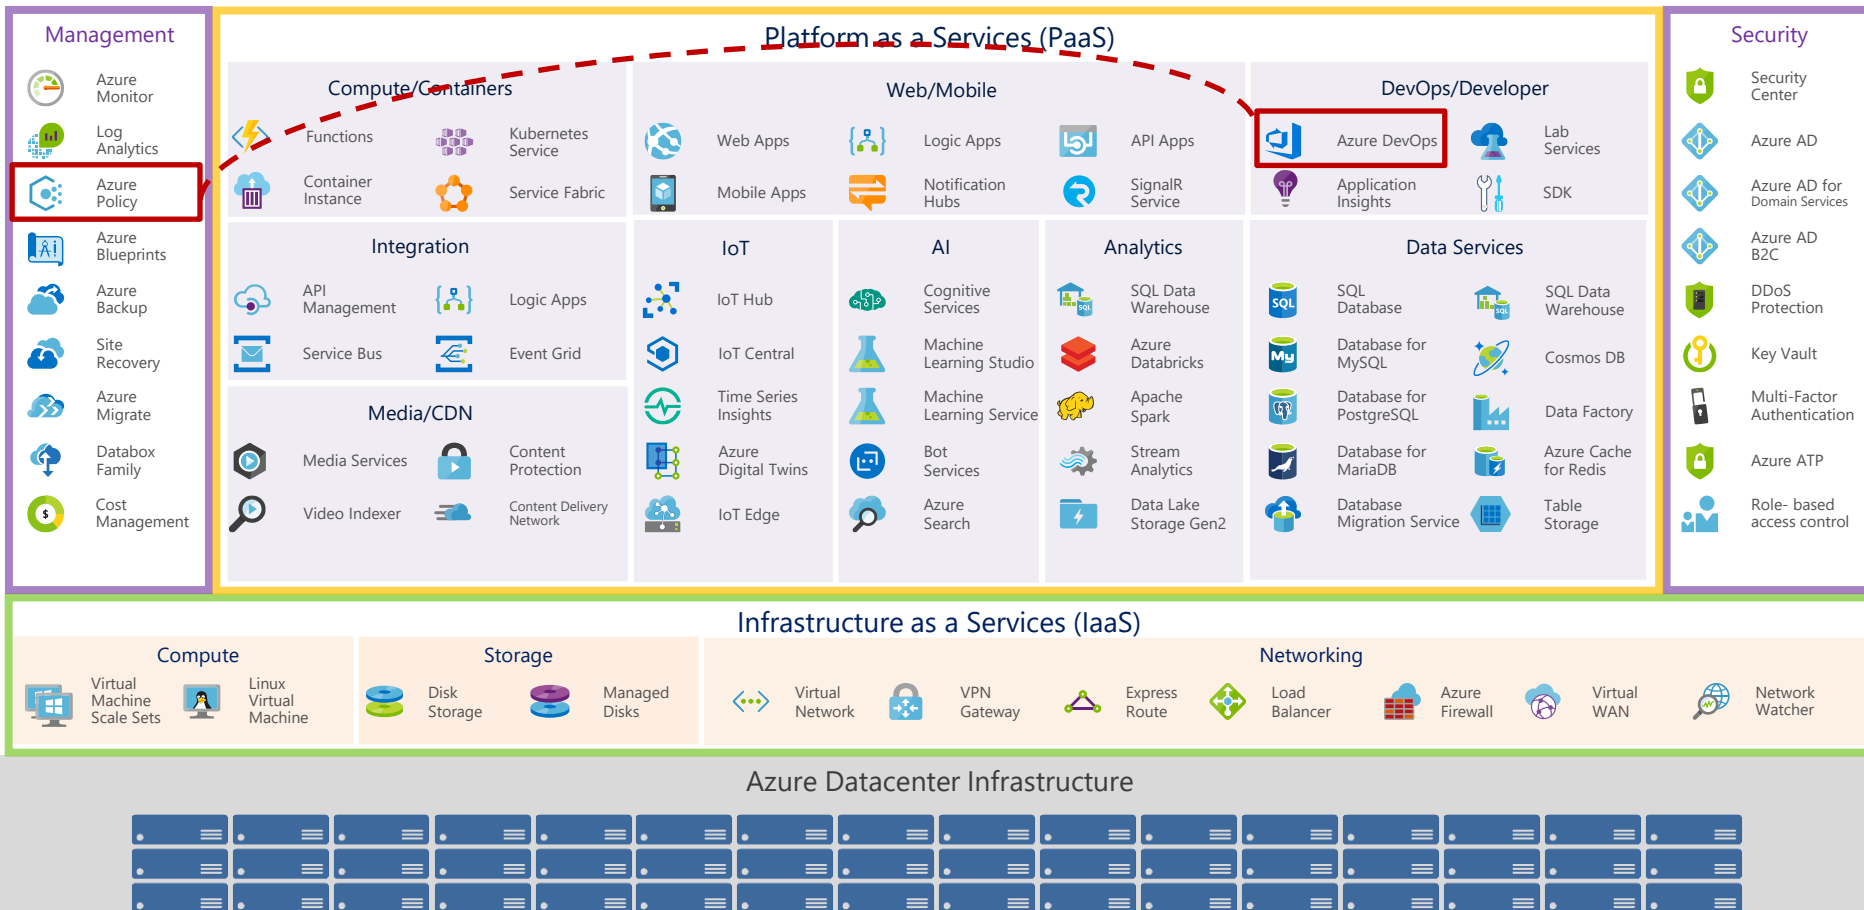 Management
Azure
Monitor
Log
Analytics
Azure
Policy
Azure
Blueprints
Azure
Backup
Site
Recovery
Azure
Migrate
Databox
Family
Cost
Management
Platform as a Services (PaaS)
Compute/Containers
Functions
Kubernetes
Service
Container
Instance
Service Fabric
Web/Mobile
Web Apps
Logic Apps
API Apps
Mobile Apps
Notification
Hubs
SignalR
Service
DevOps/Developer
Azure DevOps
Lab
Services
Application
Insights
SDK
Integration
API
Management
Logic Apps
Service Bus
Event Grid
Media/CDN
Media Services
Content
Protection
Video Indexer
Content Delivery
Network
IoT
IoT Hub
IoT Central
Time Series
Insights
Azure
Digital Twins
IoT Edge
AI
Cognitive
Services
Machine
Learning Studio
Machine
Learning Service
Bot
Services
Azure
Search
Analytics
SQL Data
Warehouse
SQL
Azure
Databricks
Apache
Spark
Stream
Analytics
Data Lake
Storage Gen2
Data Services
SQL
SQL
Database
SQL
SQL Data
Warehouse
My
Database for
MySQL
Cosmos DB
Database for
PostgreSQL
Data Factory
Database for
MariaDB
Azure Cache
for Redis
Database
Migration Service
Table
Storage
Security
Security
Center
Azure AD
Azure AD for
Domain Services
Azure AD
B2C
DDoS
Protection
Key Vault
Multi-Factor
Authentication
Azure ATP
Role- based
access control
Infrastructure as a Services (IaaS)
Compute
Virtual
Machine
Scale Sets
Linux
Virtual
Machine
Storage
Disk
Storage
Managed
Disks
Networking
Virtual
Network
VPN
Gateway
Express
Route
Load
Balancer
Azure
Firewall
Virtual
WAN
Network
Watcher
Azure Datacenter Infrastructure